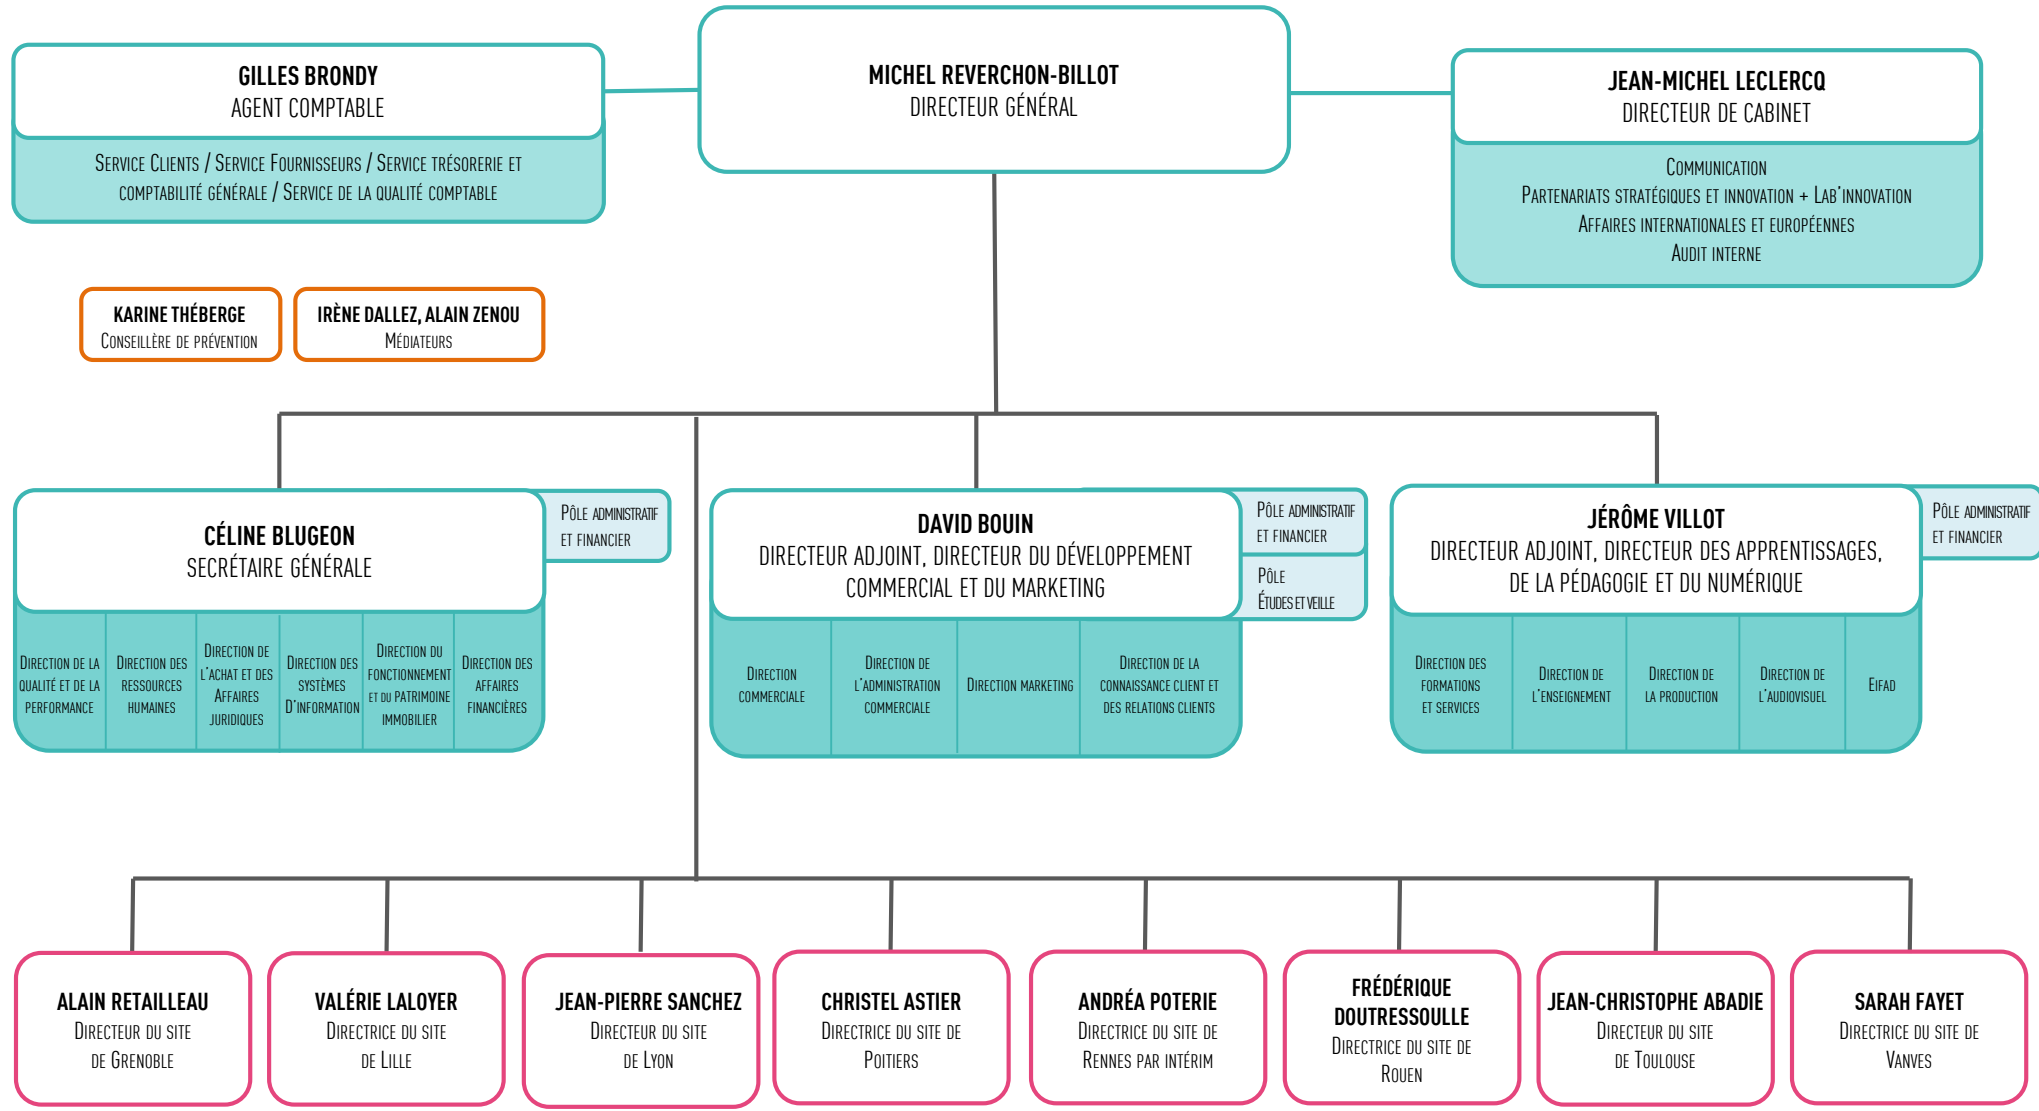 GILLES BRONDY
AGENT COMPTABLE
SERVICE CLIENTS / SERVICE FOURNISSEURS / SERVICE TRÉSORERIE ET
COMPTABILITÉ GÉNÉRALE / SERVICE DE LA QUALITÉ COMPTABLE
MICHEL REVERCHON-BILLOT
DIRECTEUR GÉNÉRAL
JEAN-MICHEL LECLERCQ
DIRECTEUR DE CABINET
COMMUNICATION
PARTENARIATS STRATÉGIQUES ET INNOVATION + LAB'INNOVATION
AFFAIRES INTERNATIONALES ET EUROPÉENNES
AUDIT INTERNE
KARINE THÉBERGE
CONSEILLÈRE DE PRÉVENTION
IRÈNE DALLEZ, ALAIN ZENOU
MÉDIATEURS
CÉLINE BLUGEON
SECRÉTAIRE GÉNÉRALE
PÔLE ADMINISTRATIF
ET FINANCIER
DIRECTION DE LA
QUALITÉ ET DE LA
PERFORMANCE
DIRECTION DES
RESSOURCES
HUMAINES
DIRECTION DE
L'ACHAT ET DES
AFFAIRES
JURIDIQUES
DIRECTION DES
SYSTÈMES
D'INFORMATION
DIRECTION DU
FONCTIONNEMENT
ET DU PATRIMOINE
IMMOBILIER
DIRECTION DES
AFFAIRES
FINANCIÈRES
DAVID BOUIN
DIRECTEUR ADJOINT, DIRECTEUR DU DÉVELOPPEMENT
COMMERCIAL ET DU MARKETING
PÔLE ADMINISTRATIF
ET FINANCIER
PÔLE
ÉTUDES ET VEILLE
DIRECTION
COMMERCIALE
DIRECTION DE
L'ADMINISTRATION
COMMERCIALE
DIRECTION MARKETING
DIRECTION DE LA
CONNAISSANCE CLIENT ET
DES RELATIONS CLIENTS
JÉRÔME VILLOT
DIRECTEUR ADJOINT, DIRECTEUR DES APPRENTISSAGES,
DE LA PÉDAGOGIE ET DU NUMÉRIQUE
PÔLE ADMINISTRATIF
ET FINANCIER
DIRECTION DES
FORMATIONS
ET SERVICES
DIRECTION DE
L'ENSEIGNEMENT
DIRECTION DE
LA PRODUCTION
DIRECTION DE
L'AUDIOVISUEL
EIFAD
ALAIN RETAILLEAU
DIRECTEUR DU SITE
DE GRENOBLE
VALÉRIE LALOYER
DIRECTRICE DU SITE
DE LILLE
JEAN-PIERRE SANCHEZ
DIRECTEUR DU SITE
DE LYON
CHRISTEL ASTIER
DIRECTRICE DU SITE DE
POITIERS
ANDRÉA POTERIE
DIRECTRICE DU SITE DE
RENNES PAR INTÉRIM
FRÉDÉRIQUE
DOUTRESSOULLE
DIRECTRICE DU SITE DE
ROUEN
JEAN-CHRISTOPHE ABADIE
DIRECTEUR DU SITE
DE TOULOUSE
SARAH FAYET
DIRECTRICE DU SITE DE
VANVES